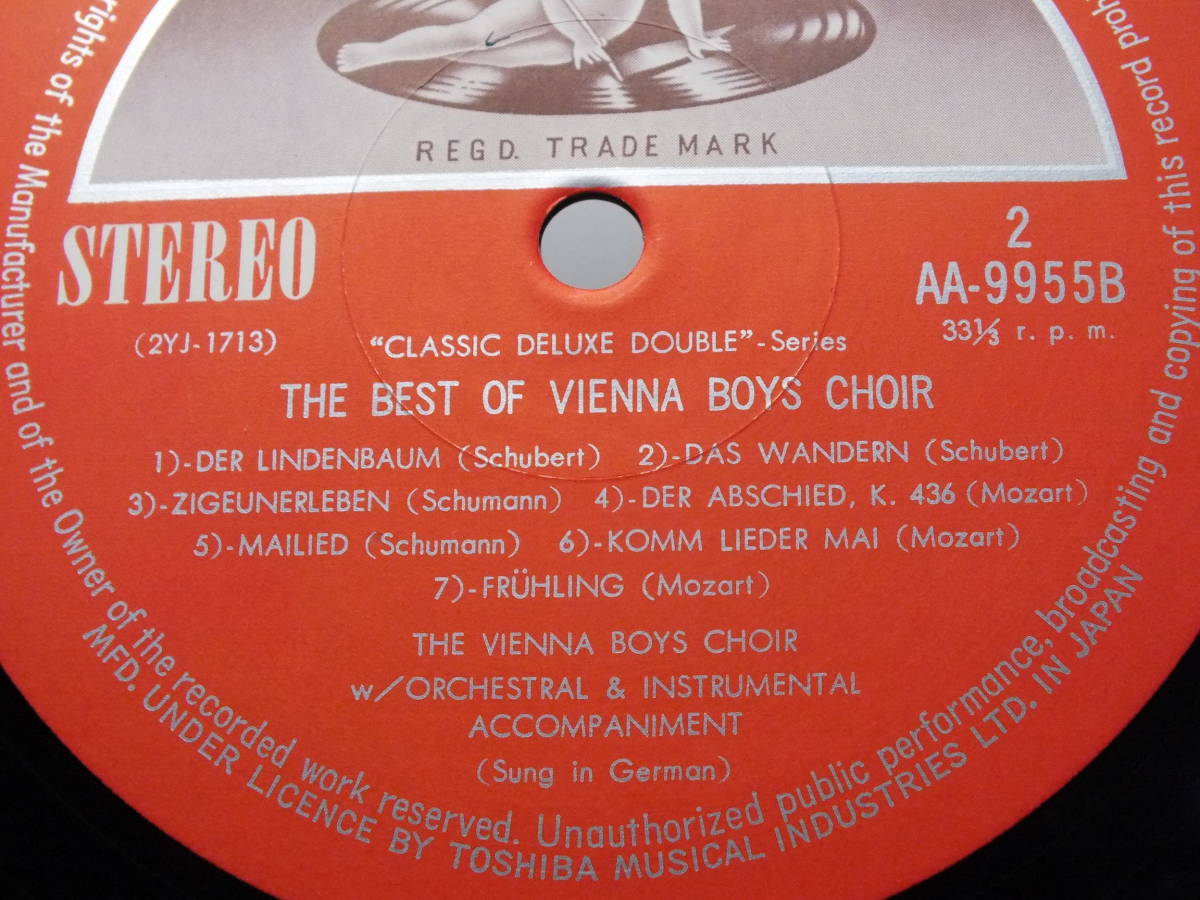 REGD. TRADE MARK
STEREO
2
AA-9955B
(2YJ-1713)
33⅓ r. p. m.
"CLASSIC DELUXE DOUBLE"-Series
THE BEST OF VIENNA BOYS CHOIR
1)-DER LINDENBAUM (Schubert) 2)-DAS WANDERN (Schubert)
3)-ZIGEUNERLEBEN (Schumann) 4)-DER ABSCHIED, K. 436 (Mozart)
5)-MAILIED (Schumann) 6)-KOMM LIEDER MAI (Mozart)
7)-FRÜHLING (Mozart)
THE VIENNA BOYS CHOIR
w/ORCHESTRAL & INSTRUMENTAL
ACCOMPANIMENT
(Sung in German)
rights of the Manufacturer and of the Owner of the recorded work reserved. Unauthorized public performance, broadcasting and copying of this record
MFD. UNDER LICENCE BY TOSHIBA MUSICAL INDUSTRIES LTD. IN JAPAN